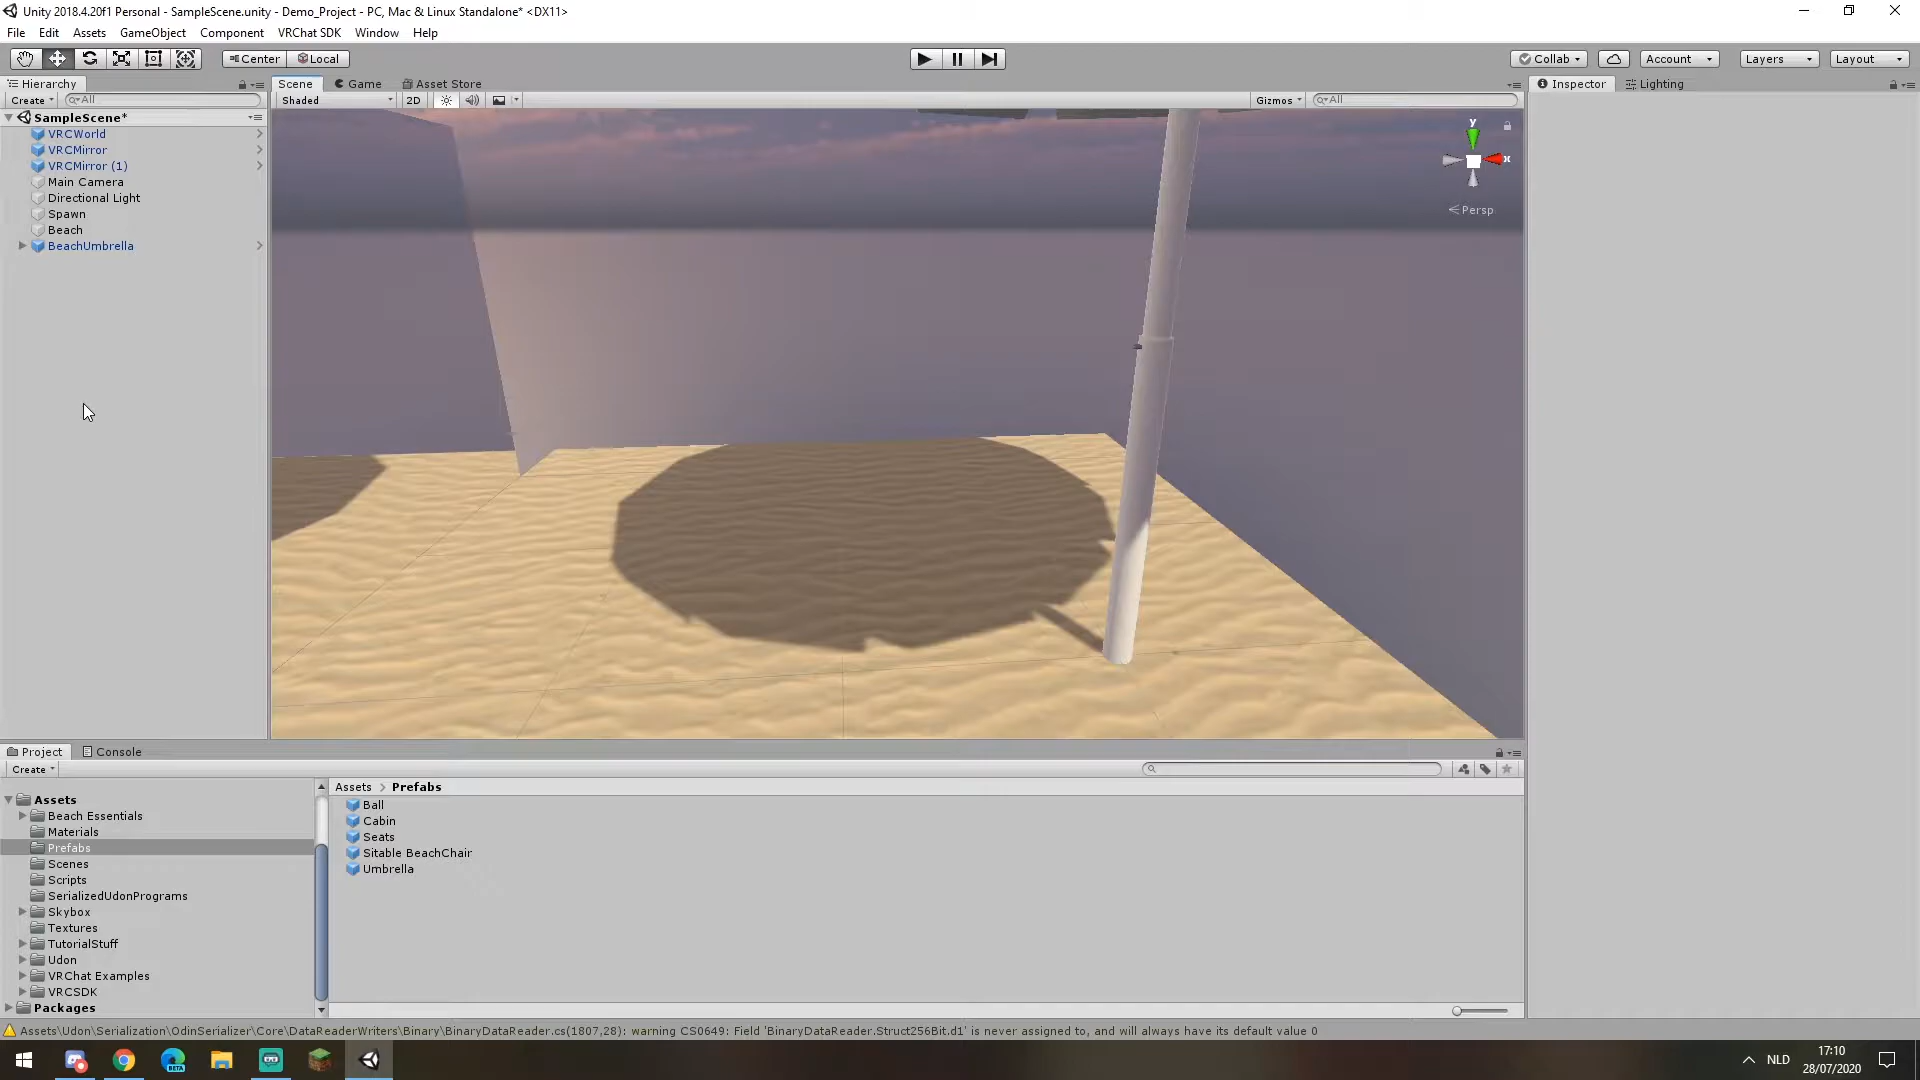 Unity 2018.4.20f1 Personal - SampleScene.unity - Demo_Project - PC, Mac & Linux Standalone* <DX11>
File Edit Assets GameObject Component VRChat SDK Window Help
Center Local Collab Account Layers Layout
Hierarchy Scene Game Asset Store Inspector Lighting
Create All Shaded 2D Gizmos All
SampleScene*
VRCWorld
VRCMirror
VRCMirror (1)
Main Camera
Directional Light
Spawn
Beach
BeachUmbrella
y
x
Persp
Project Console
Create
Assets > Prefabs
Assets
Beach Essentials
Materials
Prefabs
Scenes
Scripts
SerializedUdonPrograms
Skybox
Textures
TutorialStuff
Udon
VRChat Examples
VRCSDK
Packages
Ball
Cabin
Seats
Sitable BeachChair
Umbrella
Assets\Udon\Serialization\OdinSerializer\Core\DataReaderWriters\Binary\BinaryDataReader.cs(1807,28): warning CS0649: Field 'BinaryDataReader.Struct256Bit.d1' is never assigned to, and will always have its default value 0
BETA
NLD
17:10
28/07/2020